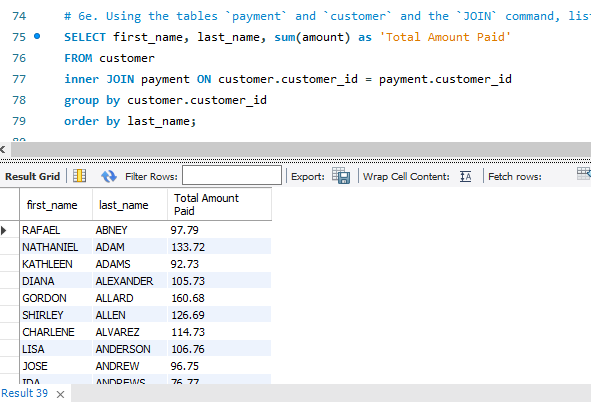 74 # 6e. Using the tables `payment` and `customer` and the `JOIN` command, lis
75 SELECT first_name, last_name, sum(amount) as 'Total Amount Paid'
76 FROM customer
77 inner JOIN payment ON customer.customer_id = payment.customer_id
78 group by customer.customer_id
79 order by last_name;
Result Grid Filter Rows: Export: Wrap Cell Content: Fetch rows:
first_name last_name Total Amount Paid
RAFAEL ABNEY 97.79
NATHANIEL ADAM 133.72
KATHLEEN ADAMS 92.73
DIANA ALEXANDER 105.73
GORDON ALLARD 160.68
SHIRLEY ALLEN 126.69
CHARLENE ALVAREZ 114.73
LISA ANDERSON 106.76
JOSE ANDREW 96.75
IDA ANDREWS 76.77
Result 39